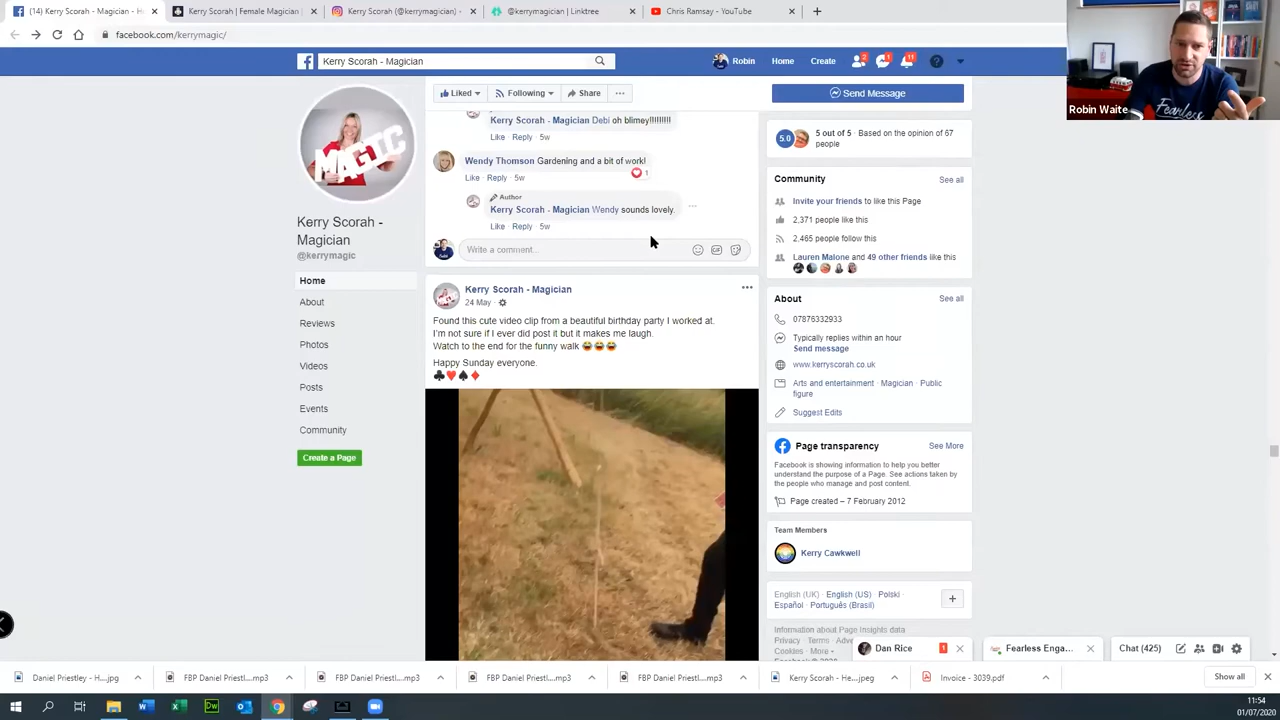 (14) Kerry Scorah - Magician - H
Kerry Scorah | Female Magician
Kerry Scorah (@kerrymagician)
@kerrymagician | Linktree
Chris Ramsay - YouTube
facebook.com/kerrymagic/
Kerry Scorah - Magician
Robin
Home
Create
2
1
11
Robin Waite
Liked
Following
Share
Send Message
MAGIC
Kerry Scorah -
Magician
@kerrymagic
Home
About
Reviews
Photos
Videos
Posts
Events
Community
Create a Page
Kerry Scorah - Magician Debi oh blimey!!!!!!!!!
Like · Reply · 5w
Wendy Thomson Gardening and a bit of work!
1
Like · Reply · 5w
Author
Kerry Scorah - Magician Wendy sounds lovely.
Like · Reply · 5w
Write a comment...
GIF
Kerry Scorah - Magician
24 May ·
Found this cute video clip from a beautiful birthday party I worked at.
I'm not sure if I ever did post it but it makes me laugh.
Watch to the end for the funny walk 😂😂😂
Happy Sunday everyone.
♣♥♠♦
5.0
5 out of 5 · Based on the opinion of 67
people
Community
See all
Invite your friends to like this Page
2,371 people like this
2,465 people follow this
Lauren Malone and 49 other friends like this
About
See all
07876332933
Typically replies within an hour
Send message
www.kerryscorah.co.uk
Arts and entertainment · Magician · Public
figure
Suggest Edits
Page transparency
See More
Facebook is showing information to help you better
understand the purpose of a Page. See actions taken by
the people who manage and post content.
Page created – 7 February 2012
Team Members
Kerry Cawkwell
English (UK) · English (US) · Polski ·
Español · Português (Brasil)
Information about Page Insights data
Privacy · Terms · Adve
Cookies · More
Dan Rice
1
Fearless Enga...
Chat (425)
Daniel Priestley - H....jpg
FBP Daniel Priestl....mp3
FBP Daniel Priestl....mp3
FBP Daniel Priestl....mp3
FBP Daniel Priestl....mp3
Kerry Scorah - He....jpeg
Invoice - 3039.pdf
Show all
11:54
01/07/2020